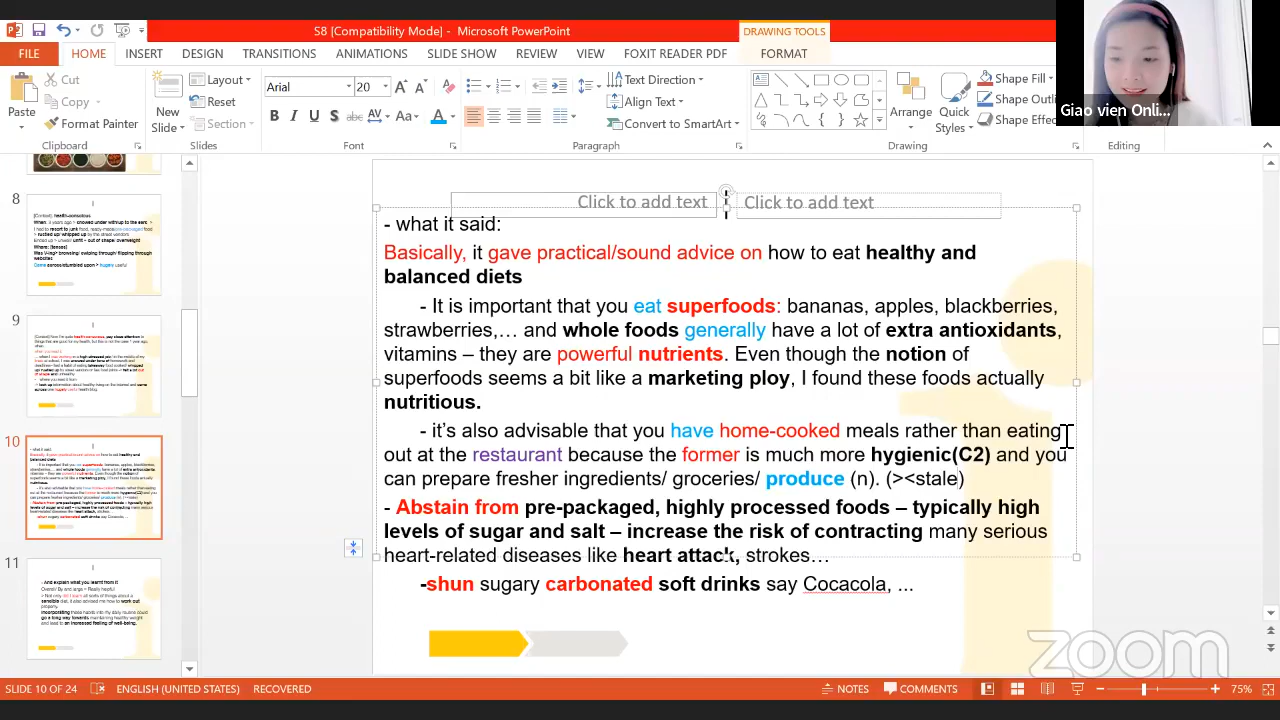 S8 [Compatibility Mode] - Microsoft PowerPoint
DRAWING TOOLS
FILE HOME INSERT DESIGN TRANSITIONS ANIMATIONS SLIDE SHOW REVIEW VIEW FOXIT READER PDF FORMAT
Giao vien Onli...
Paste
Cut
Copy
Format Painter
Clipboard
New
Slide
Layout
Reset
Section
Slides
Arial 20
Font
Text Direction
Align Text
Convert to SmartArt
Paragraph
Arrange
Quick
Styles
Shape Fill
Shape Outli
Shape Effe
Drawing
Editing
8
9
10
11
Click to add text Click to add text
- what it said:
Basically, it gave practical/sound advice on how to eat healthy and
balanced diets
- It is important that you eat superfoods: bananas, apples, blackberries,
strawberries… and whole foods generally have a lot of extra antioxidants,
vitamins – they are powerful nutrients. Even though the notion of
superfoods seems a bit like a marketing ploy, I found these foods actually
nutritious.
- it's also advisable that you have home-cooked meals rather than eating
out at the restaurant because the former is much more hygienic(C2) and you
can prepare fresher ingredients/ groceries/ produce (n). (><stale)
- Abstain from pre-packaged, highly processed foods – typically high
levels of sugar and salt – increase the risk of contracting many serious
heart-related diseases like heart attack, strokes…
-shun sugary carbonated soft drinks say Cocacola, ...
zoom
SLIDE 10 OF 24 ENGLISH (UNITED STATES) RECOVERED NOTES COMMENTS 75%